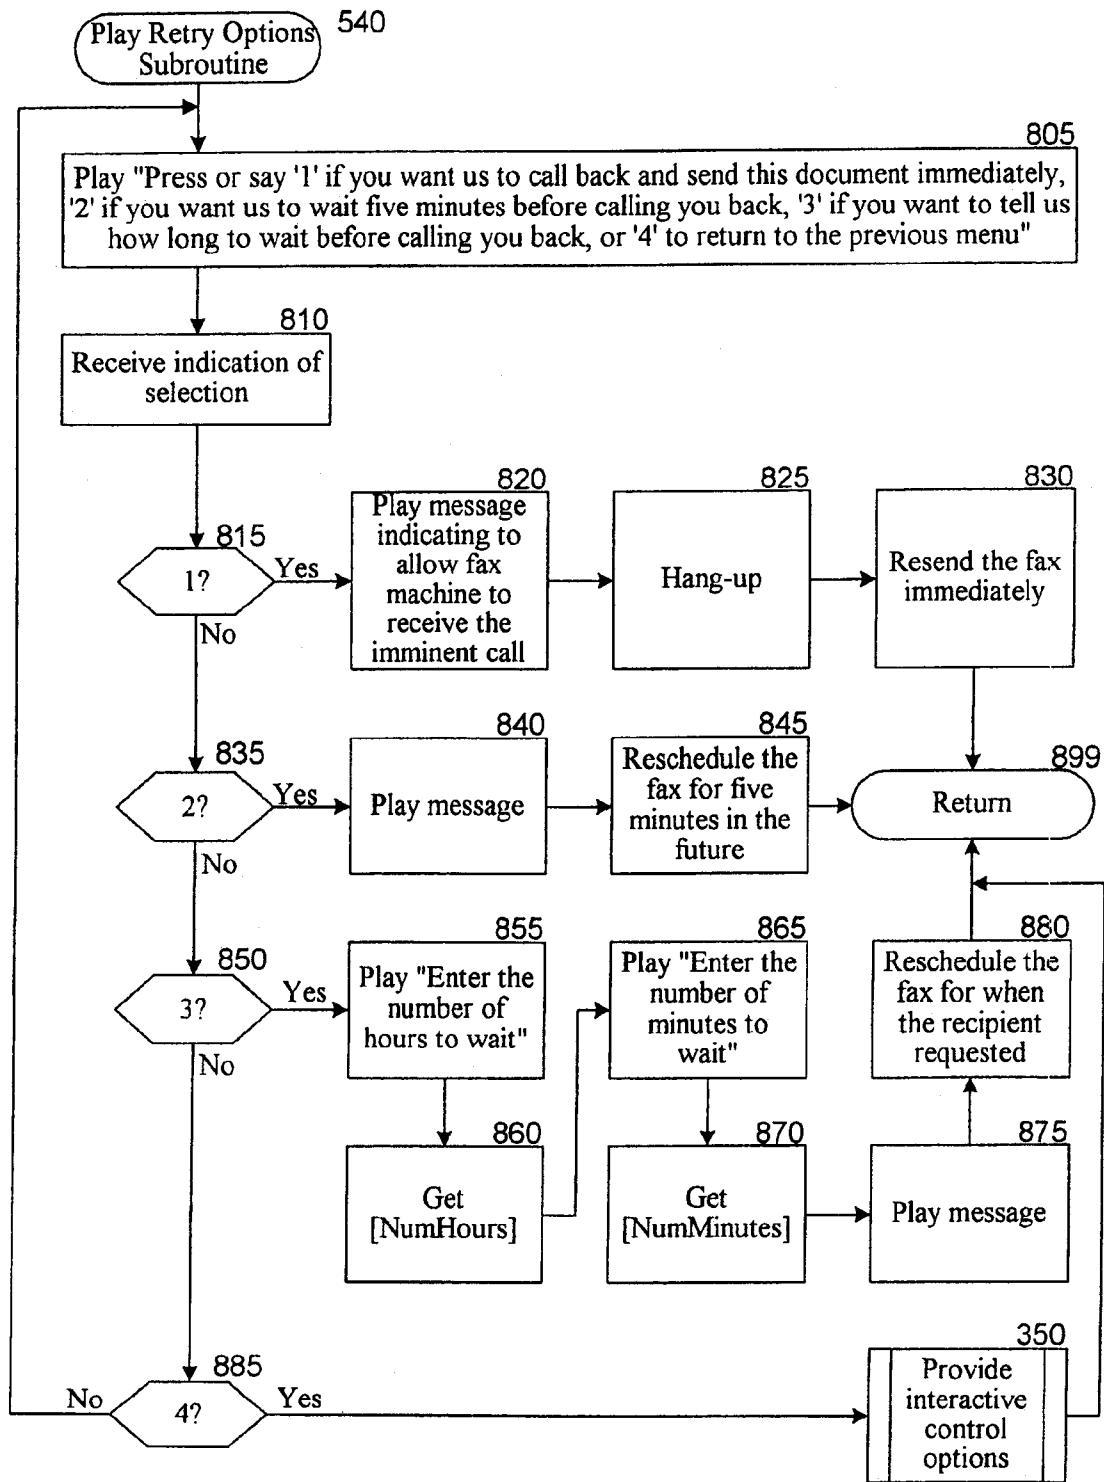 Play Retry Options
Subroutine
540
805
Play "Press or say '1' if you want us to call back and send this document immediately,
'2' if you want us to wait five minutes before calling you back, '3' if you want to tell us
how long to wait before calling you back, or '4' to return to the previous menu"
810
Receive indication of
selection
815
1?
Yes
No
820
Play message
indicating to
allow fax
machine to
receive the
imminent call
825
Hang-up
830
Resend the fax
immediately
835
2?
Yes
No
840
Play message
845
Reschedule the
fax for five
minutes in the
future
899
Return
850
3?
Yes
No
855
Play "Enter the
number of
hours to wait"
865
Play "Enter the
number of
minutes to
wait"
880
Reschedule the
fax for when
the recipient
requested
860
Get
[NumHours]
870
Get
[NumMinutes]
875
Play message
885
4?
No
Yes
350
Provide
interactive
control
options